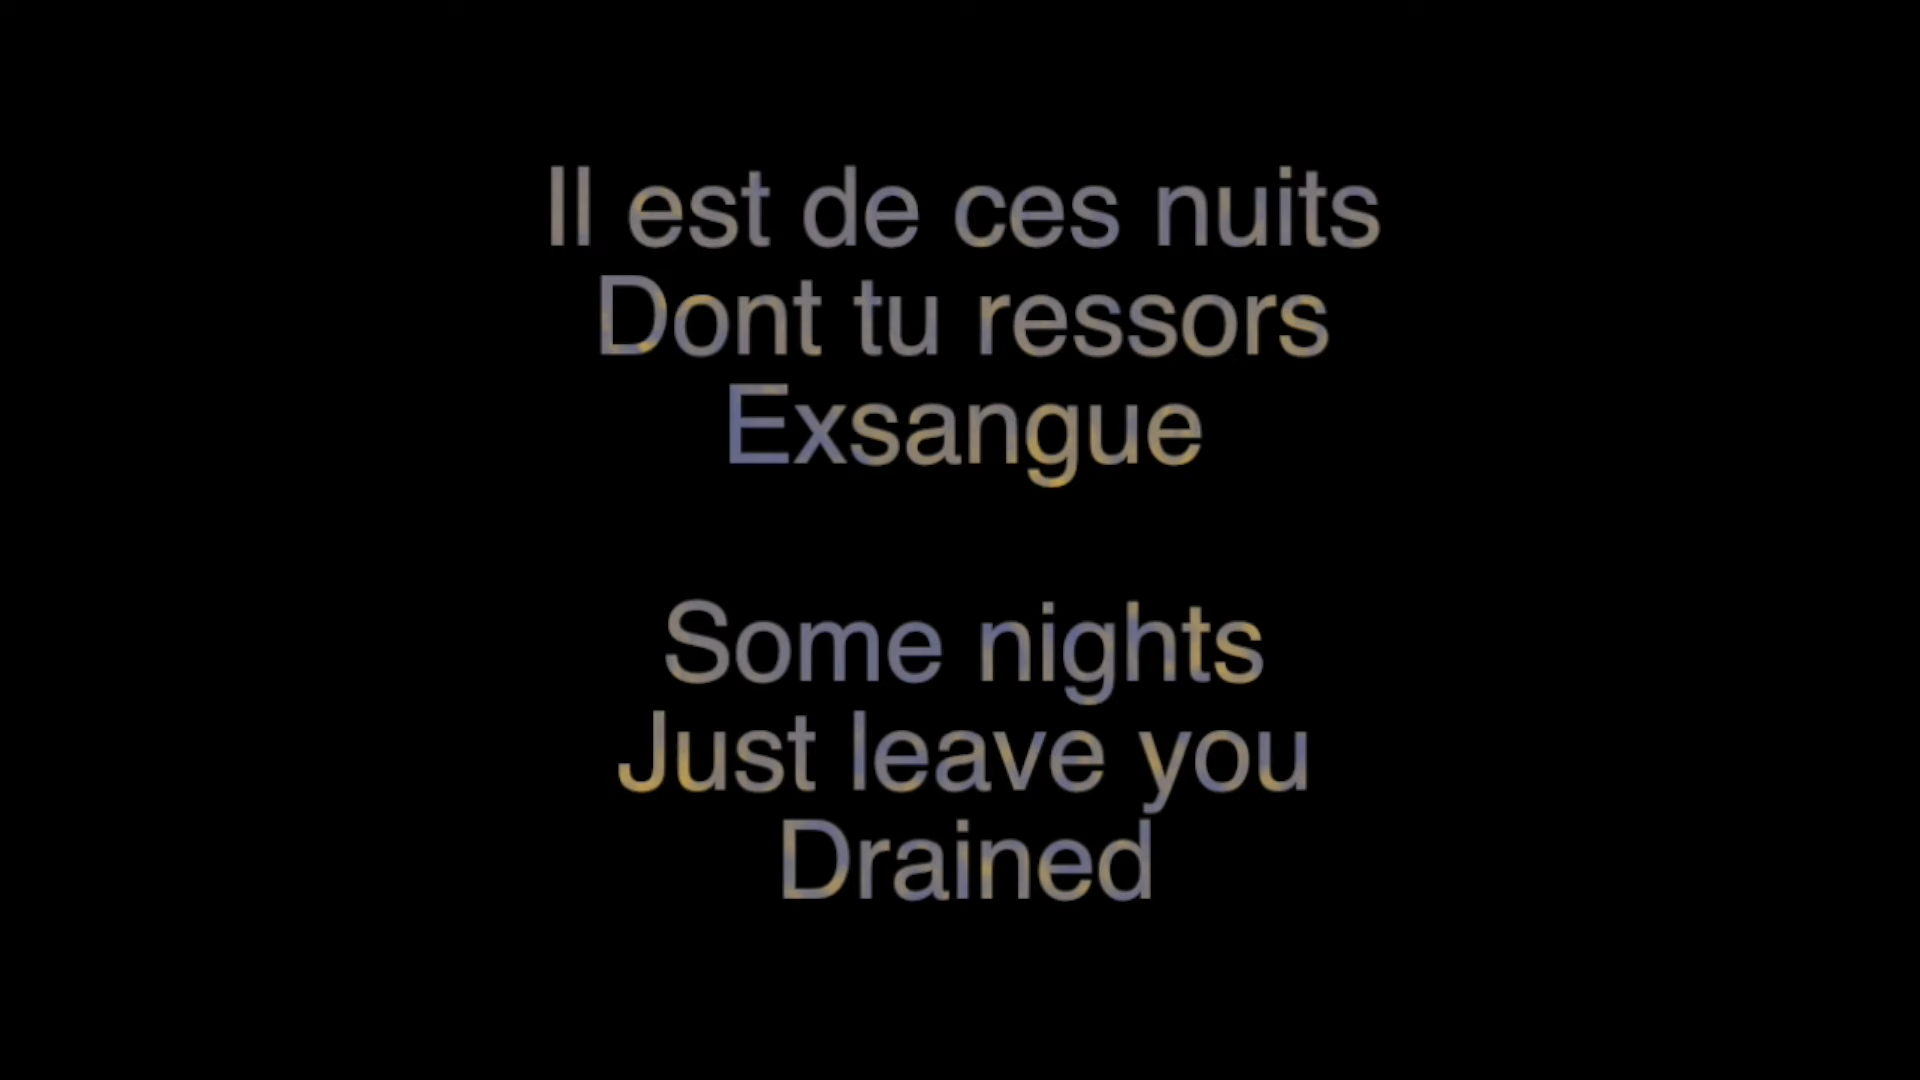 Il est de ces nuits
Dont tu ressors
Exsangue
Some nights
Just leave you
Drained